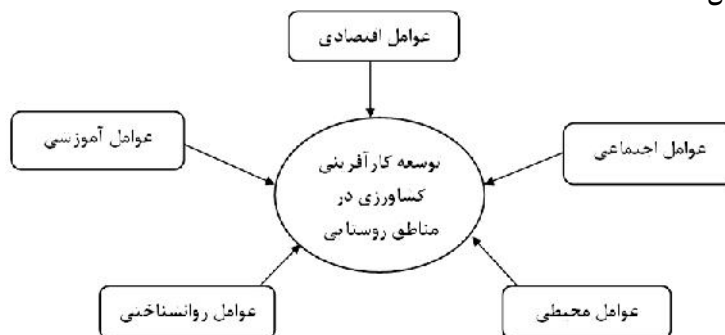 عوامل اقتصادی
عوامل آموزشی
عوامل اجتماعی
توسعه کارآفرینی
کشاورزی در
مناطق روستایی
عوامل روانشناختی
عوامل محیطی